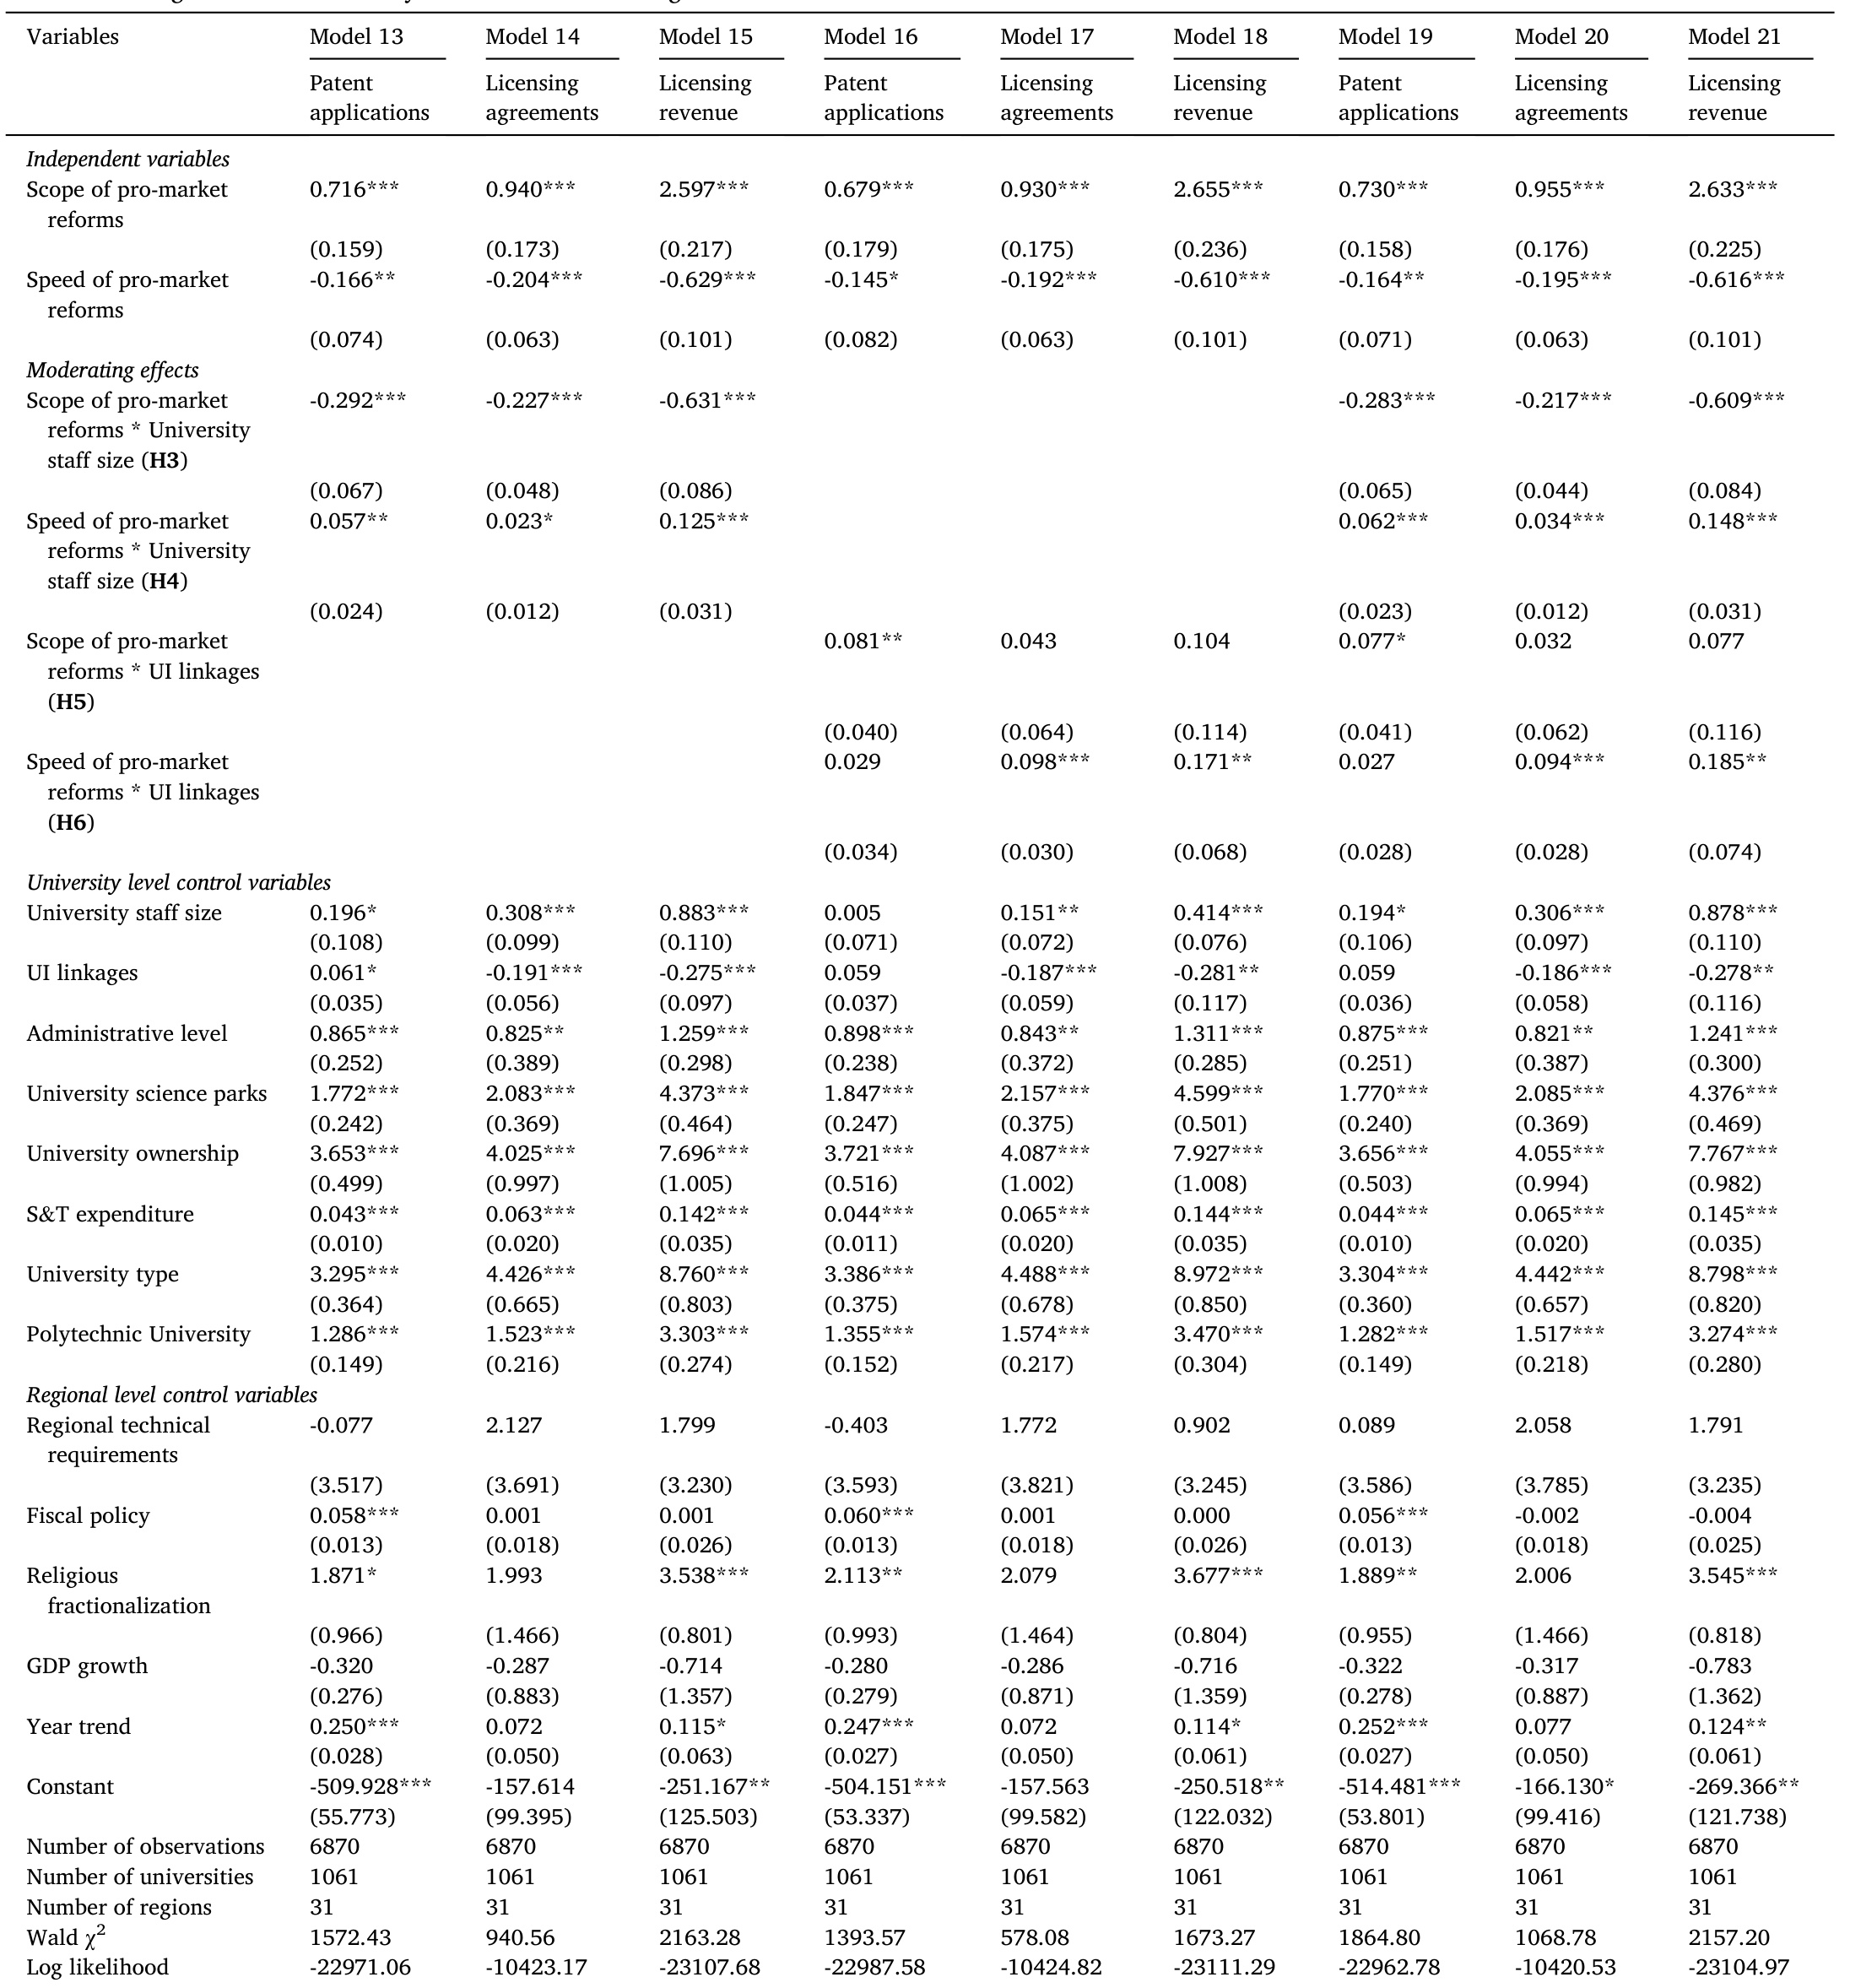 Variables Model 13 Model 14 Model 15 Model 16 Model 17 Model 18 Model 19 Model 20 Model 21
Patent Licensing Licensing Patent Licensing Licensing Patent Licensing Licensing
applications agreements revenue applications agreements revenue applications agreements revenue
Independent variables
Scope of pro-market 0.716*** 0.940*** 2.597*** 0.679*** 0.930*** 2.655*** 0.730*** 0.955*** 2.633***
reforms
(0.159) (0.173) (0.217) (0.179) (0.175) (0.236) (0.158) (0.176) (0.225)
Speed of pro-market -0.166** -0.204*** -0.629*** -0.145* -0.192*** -0.610*** -0.164** -0.195*** -0.616***
reforms
(0.074) (0.063) (0.101) (0.082) (0.063) (0.101) (0.071) (0.063) (0.101)
Moderating effects
Scope of pro-market -0.292*** -0.227*** -0.631*** -0.283*** -0.217*** -0.609***
reforms * University
staff size (H3)
(0.067) (0.048) (0.086) (0.065) (0.044) (0.084)
Speed of pro-market 0.057** 0.023* 0.125*** 0.062*** 0.034*** 0.148***
reforms * University
staff size (H4)
(0.024) (0.012) (0.031) (0.023) (0.012) (0.031)
Scope of pro-market 0.081** 0.043 0.104 0.077* 0.032 0.077
reforms * UI linkages
(H5)
(0.040) (0.064) (0.114) (0.041) (0.062) (0.116)
Speed of pro-market 0.029 0.098*** 0.171** 0.027 0.094*** 0.185**
reforms * UI linkages
(H6)
(0.034) (0.030) (0.068) (0.028) (0.028) (0.074)
University level control variables
University staff size 0.196* 0.308*** 0.883*** 0.005 0.151** 0.414*** 0.194* 0.306*** 0.878***
(0.108) (0.099) (0.110) (0.071) (0.072) (0.076) (0.106) (0.097) (0.110)
UI linkages 0.061* -0.191*** -0.275*** 0.059 -0.187*** -0.281** 0.059 -0.186*** -0.278**
(0.035) (0.056) (0.097) (0.037) (0.059) (0.117) (0.036) (0.058) (0.116)
Administrative level 0.865*** 0.825** 1.259*** 0.898*** 0.843** 1.311*** 0.875*** 0.821** 1.241***
(0.252) (0.389) (0.298) (0.238) (0.372) (0.285) (0.251) (0.387) (0.300)
University science parks 1.772*** 2.083*** 4.373*** 1.847*** 2.157*** 4.599*** 1.770*** 2.085*** 4.376***
(0.242) (0.369) (0.464) (0.247) (0.375) (0.501) (0.240) (0.369) (0.469)
University ownership 3.653*** 4.025*** 7.696*** 3.721*** 4.087*** 7.927*** 3.656*** 4.055*** 7.767***
(0.499) (0.997) (1.005) (0.516) (1.002) (1.008) (0.503) (0.994) (0.982)
S&T expenditure 0.043*** 0.063*** 0.142*** 0.044*** 0.065*** 0.144*** 0.044*** 0.065*** 0.145***
(0.010) (0.020) (0.035) (0.011) (0.020) (0.035) (0.010) (0.020) (0.035)
University type 3.295*** 4.426*** 8.760*** 3.386*** 4.488*** 8.972*** 3.304*** 4.442*** 8.798***
(0.364) (0.665) (0.803) (0.375) (0.678) (0.850) (0.360) (0.657) (0.820)
Polytechnic University 1.286*** 1.523*** 3.303*** 1.355*** 1.574*** 3.470*** 1.282*** 1.517*** 3.274***
(0.149) (0.216) (0.274) (0.152) (0.217) (0.304) (0.149) (0.218) (0.280)
Regional level control variables
Regional technical -0.077 2.127 1.799 -0.403 1.772 0.902 0.089 2.058 1.791
requirements
(3.517) (3.691) (3.230) (3.593) (3.821) (3.245) (3.586) (3.785) (3.235)
Fiscal policy 0.058*** 0.001 0.001 0.060*** 0.001 0.000 0.056*** -0.002 -0.004
(0.013) (0.018) (0.026) (0.013) (0.018) (0.026) (0.013) (0.018) (0.025)
Religious 1.871* 1.993 3.538*** 2.113** 2.079 3.677*** 1.889** 2.006 3.545***
fractionalization
(0.966) (1.466) (0.801) (0.993) (1.464) (0.804) (0.955) (1.466) (0.818)
GDP growth -0.320 -0.287 -0.714 -0.280 -0.286 -0.716 -0.322 -0.317 -0.783
(0.276) (0.883) (1.357) (0.279) (0.871) (1.359) (0.278) (0.887) (1.362)
Year trend 0.250*** 0.072 0.115* 0.247*** 0.072 0.114* 0.252*** 0.077 0.124**
(0.028) (0.050) (0.063) (0.027) (0.050) (0.061) (0.027) (0.050) (0.061)
Constant -509.928*** -157.614 -251.167** -504.151*** -157.563 -250.518** -514.481*** -166.130* -269.366**
(55.773) (99.395) (125.503) (53.337) (99.582) (122.032) (53.801) (99.416) (121.738)
Number of observations 6870 6870 6870 6870 6870 6870 6870 6870 6870
Number of universities 1061 1061 1061 1061 1061 1061 1061 1061 1061
Number of regions 31 31 31 31 31 31 31 31 31
Wald χ² 1572.43 940.56 2163.28 1393.57 578.08 1673.27 1864.80 1068.78 2157.20
Log likelihood -22971.06 -10423.17 -23107.68 -22987.58 -10424.82 -23111.29 -22962.78 -10420.53 -23104.97